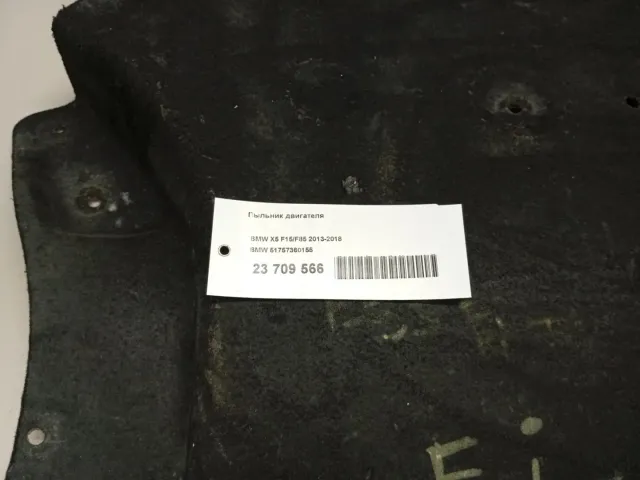 Пыльник двигателя
BMW X5 F15/F85 2013-2018
BMW 51757360155
23 709 566